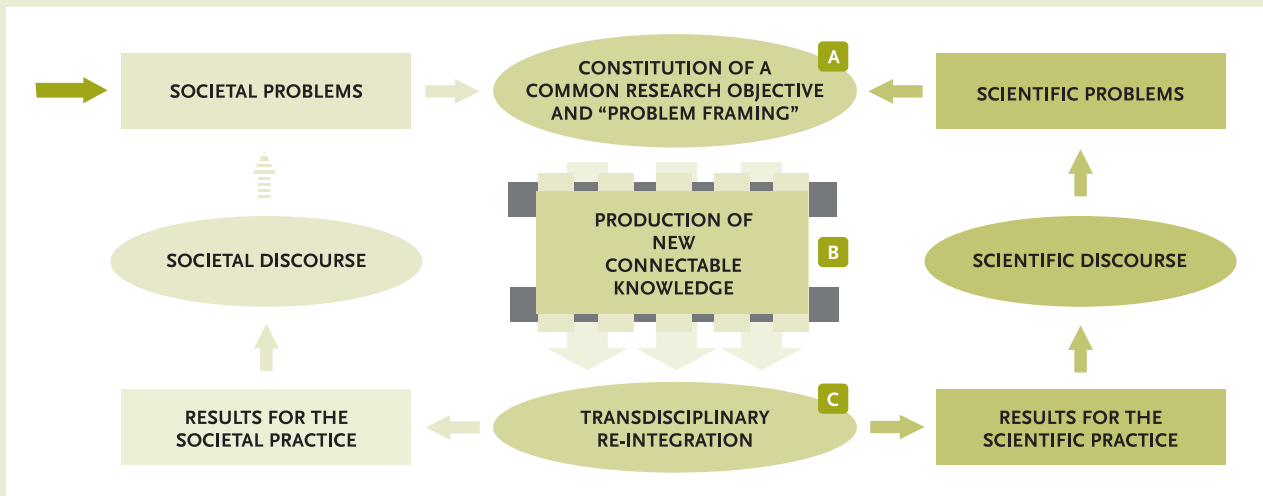 SOCIETAL PROBLEMS
CONSTITUTION OF A
COMMON RESEARCH OBJECTIVE
AND “PROBLEM FRAMING”
A
SCIENTIFIC PROBLEMS
SOCIETAL DISCOURSE
PRODUCTION OF
NEW
CONNECTABLE
KNOWLEDGE
B
SCIENTIFIC DISCOURSE
RESULTS FOR THE
SOCIETAL PRACTICE
TRANSDISCIPLINARY
RE-INTEGRATION
C
RESULTS FOR THE
SCIENTIFIC PRACTICE